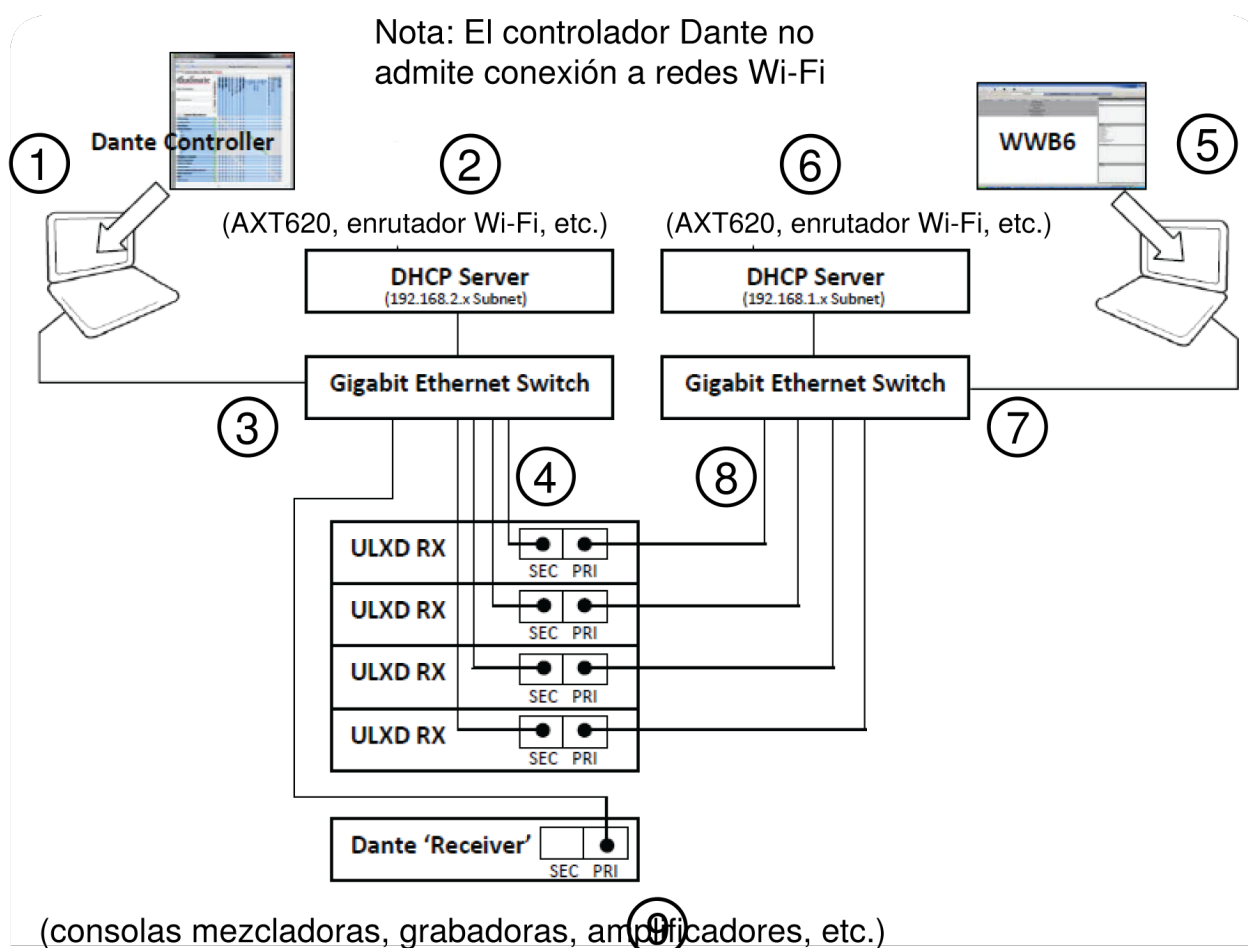 Nota: El controlador Dante no
admite conexión a redes Wi-Fi
Dante Controller
WWB6
1
2
6
5
(AXT620, enrutador Wi-Fi, etc.)
(AXT620, enrutador Wi-Fi, etc.)
DHCP Server
(192.168.2.x Subnet)
DHCP Server
(192.168.1.x Subnet)
Gigabit Ethernet Switch
Gigabit Ethernet Switch
3
7
4
8
ULXD RX
SEC PRI
ULXD RX
SEC PRI
ULXD RX
SEC PRI
ULXD RX
SEC PRI
Dante ‘Receiver’
SEC PRI
9
(consolas mezcladoras, grabadoras, amplificadores, etc.)